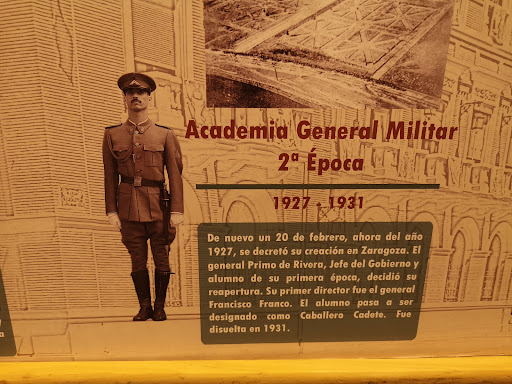 Academia General Militar
2ª Época
1927 - 1931
De nuevo un 20 de febrero, ahora del año
1927, se decretó su creación en Zaragoza. El
general Primo de Rivera, Jefe del Gobierno y
alumno de su primera época, decidió su
reapertura. Su primer director fue el general
Francisco Franco. El alumno pasa a ser
designado como Caballero Cadete. Fue
disuelta en 1931.